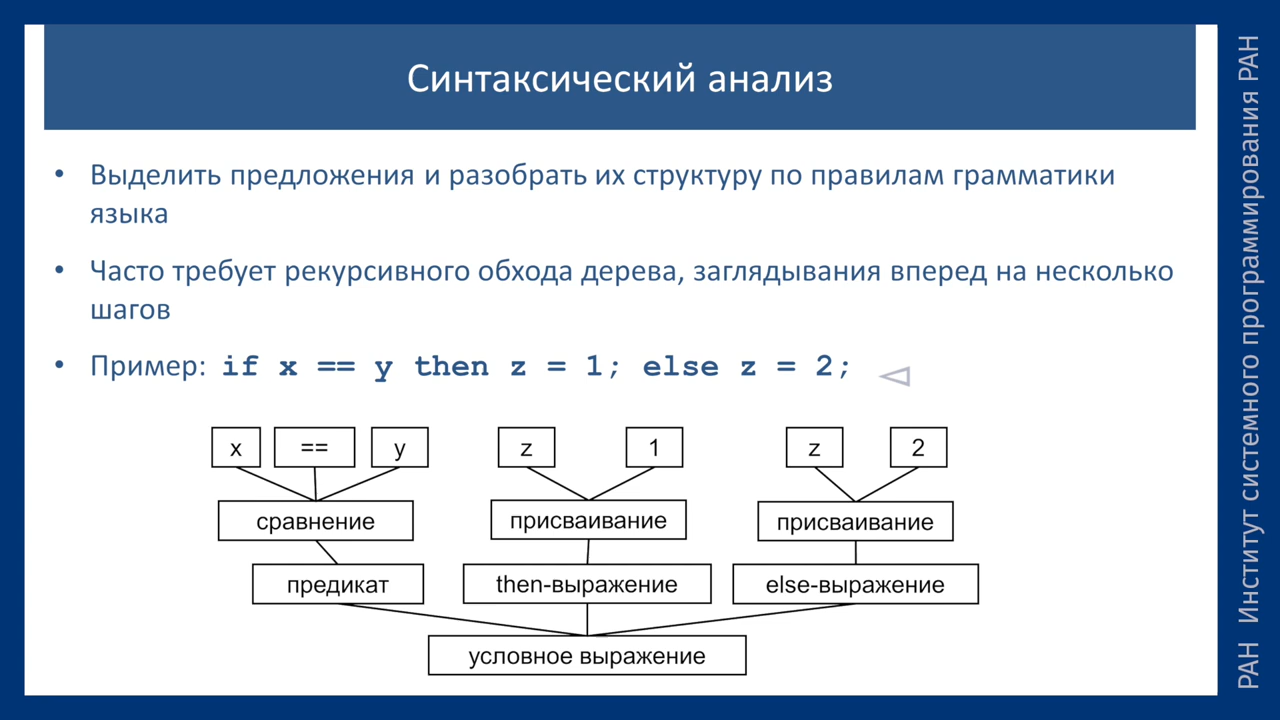 Синтаксический анализ
• Выделить предложения и разобрать их структуру по правилам грамматики
языка
• Часто требует рекурсивного обхода дерева, заглядывания вперед на несколько
шагов
• Пример: if x == y then z = 1; else z = 2;
x == y z 1 z 2
сравнение присваивание присваивание
предикат then-выражение else-выражение
условное выражение
РАН Институт системного программирования РАН